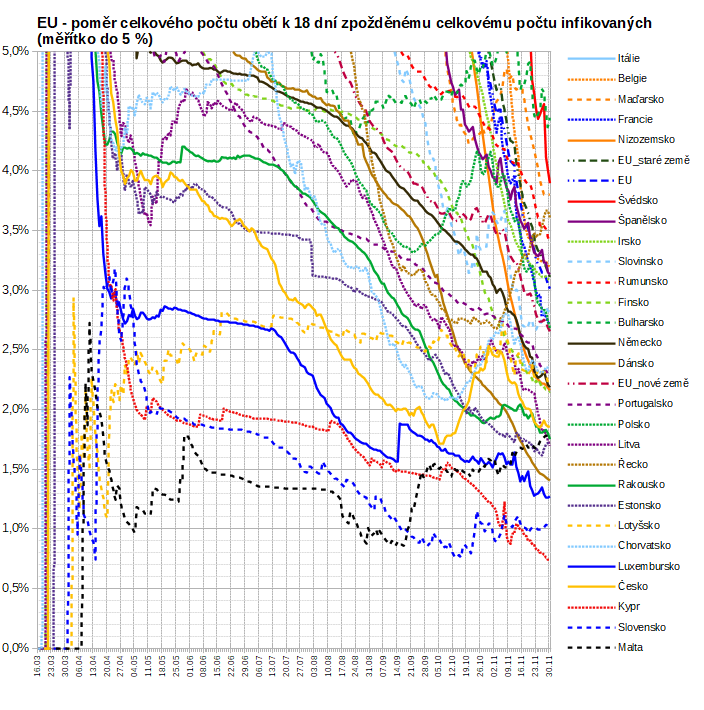 EU - poměr celkového počtu obětí k 18 dní zpožděnému celkovému počtu infikovaných
(měřítko do 5 %)
5,0%
4,5%
4,0%
3,5%
3,0%
2,5%
2,0%
1,5%
1,0%
0,5%
0,0%
16.03
23.03
30.03
06.04
13.04
20.04
27.04
04.05
11.05
18.05
25.05
01.06
08.06
15.06
22.06
29.06
06.07
13.07
20.07
27.07
03.08
10.08
17.08
24.08
31.08
07.09
14.09
21.09
28.09
05.10
12.10
19.10
26.10
02.11
09.11
16.11
23.11
30.11
Itálie
Belgie
Maďarsko
Francie
Nizozemsko
EU_staré země
EU
Švédsko
Španělsko
Irsko
Slovinsko
Rumunsko
Finsko
Bulharsko
Německo
Dánsko
EU_nové země
Portugalsko
Polsko
Litva
Řecko
Rakousko
Estonsko
Lotyšsko
Chorvatsko
Luxembursko
Česko
Kypr
Slovensko
Malta